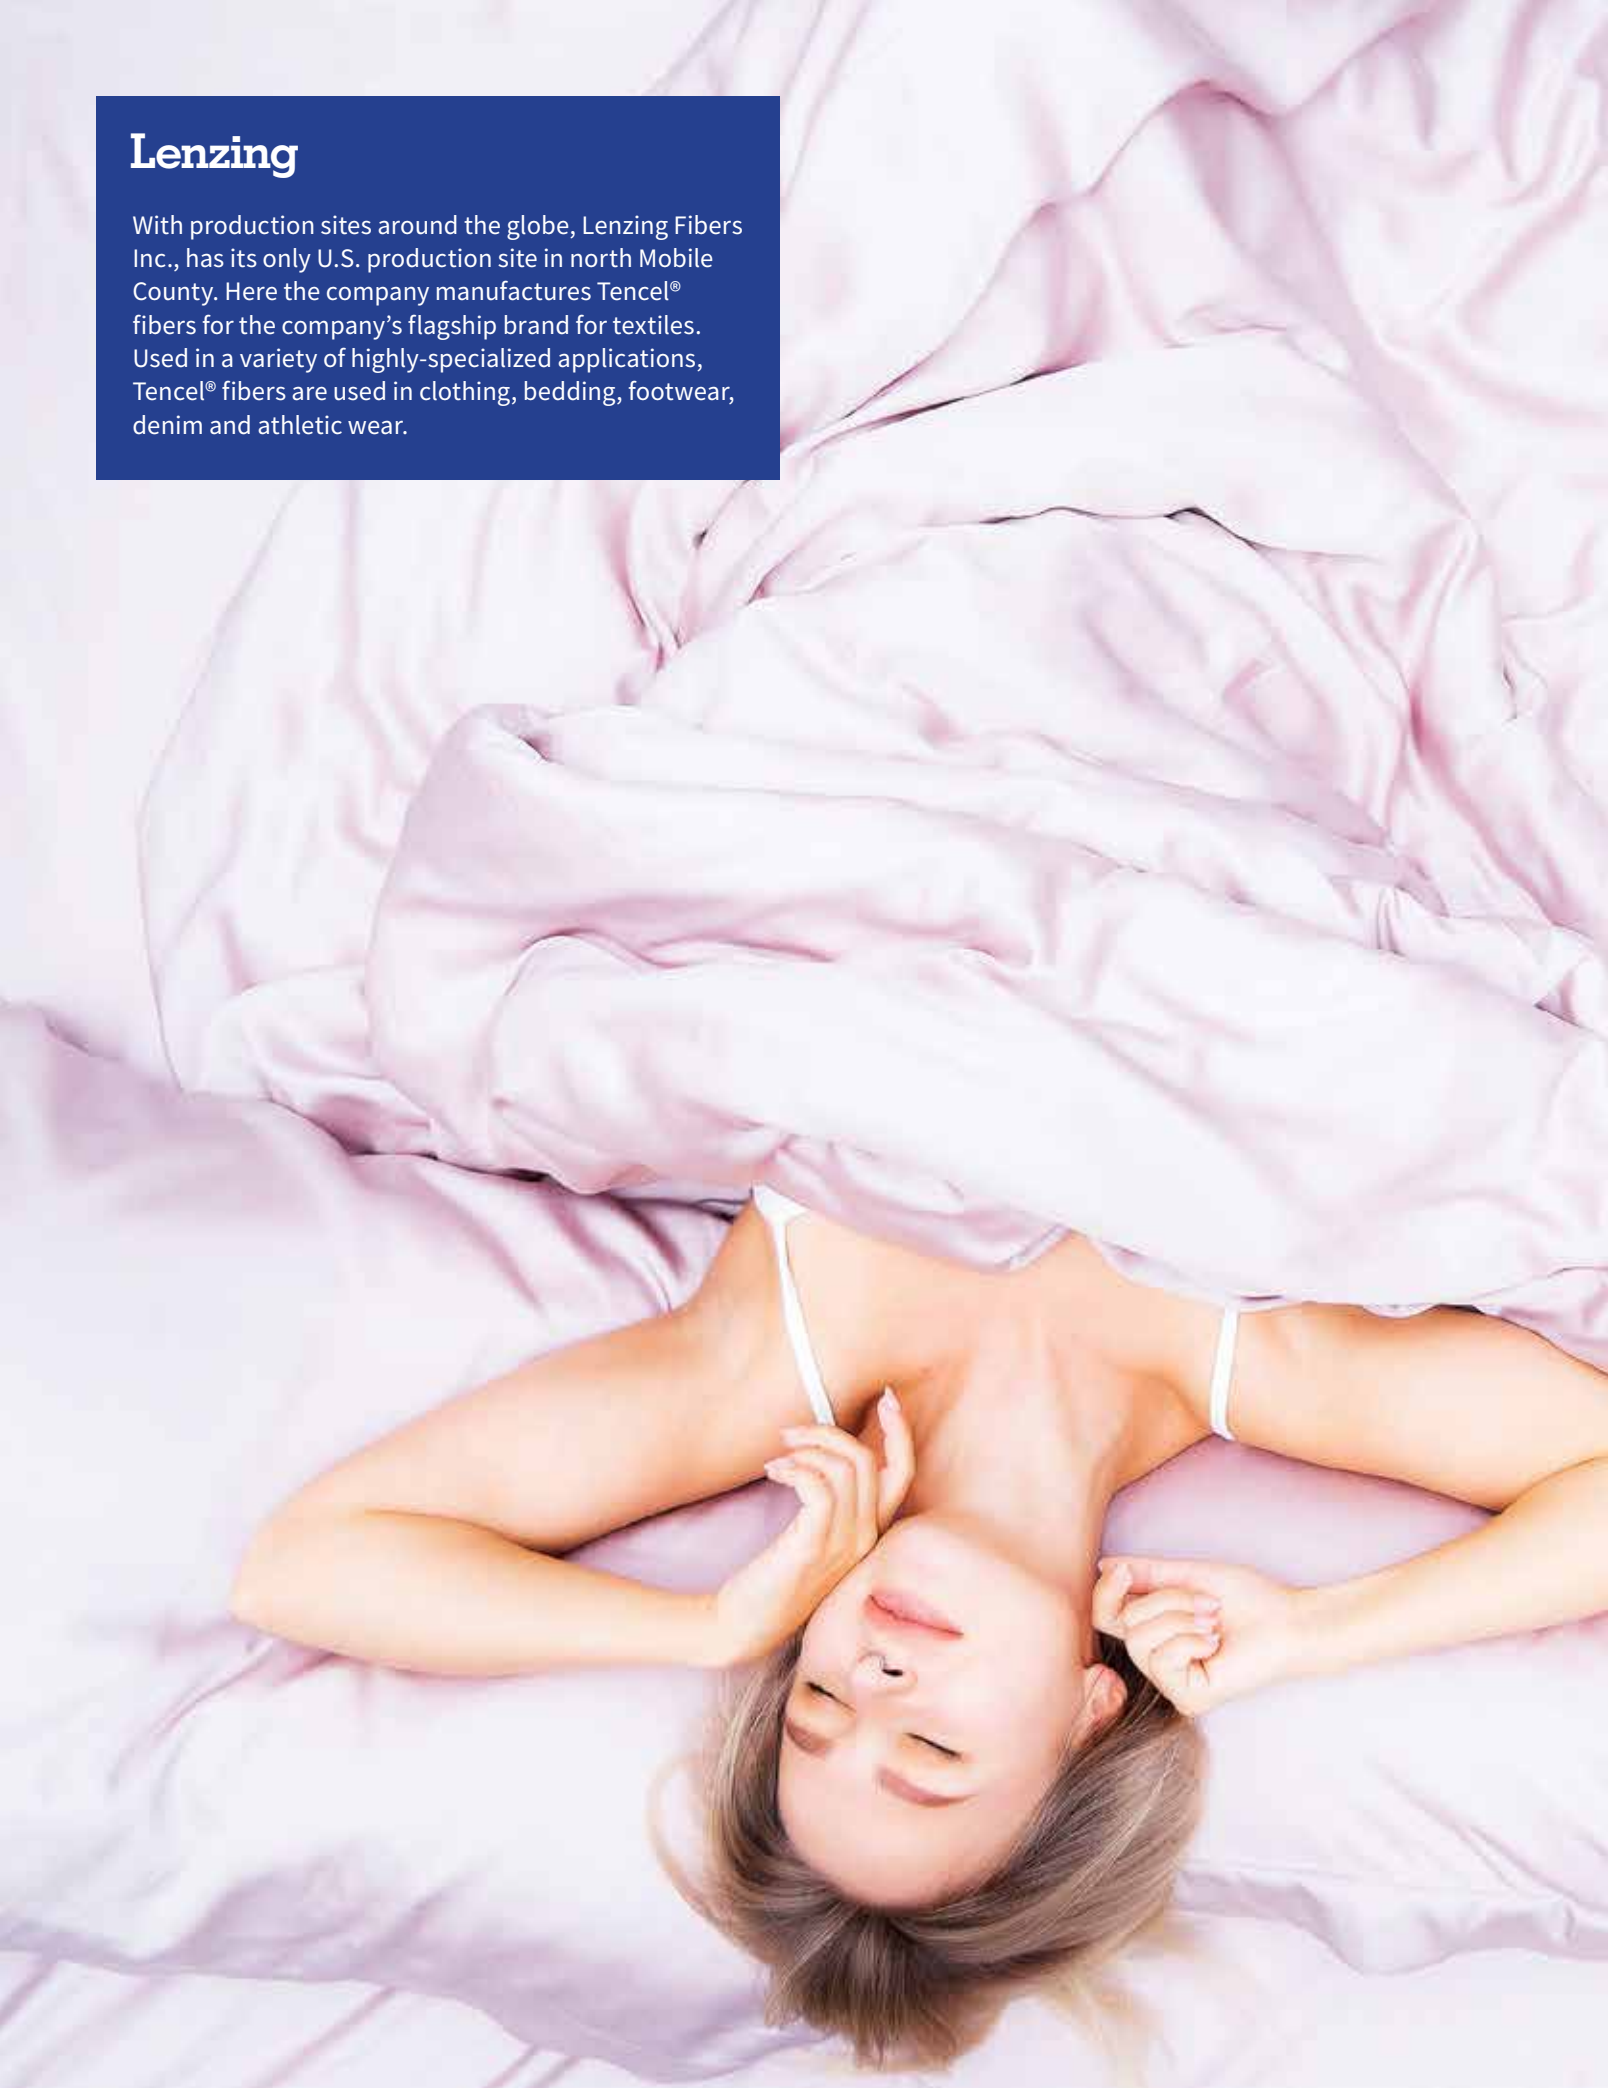 Lenzing
With production sites around the globe, Lenzing Fibers
Inc., has its only U.S. production site in north Mobile
County. Here the company manufactures Tencel®
fibers for the company’s flagship brand for textiles.
Used in a variety of highly-specialized applications,
Tencel® fibers are used in clothing, bedding, footwear,
denim and athletic wear.